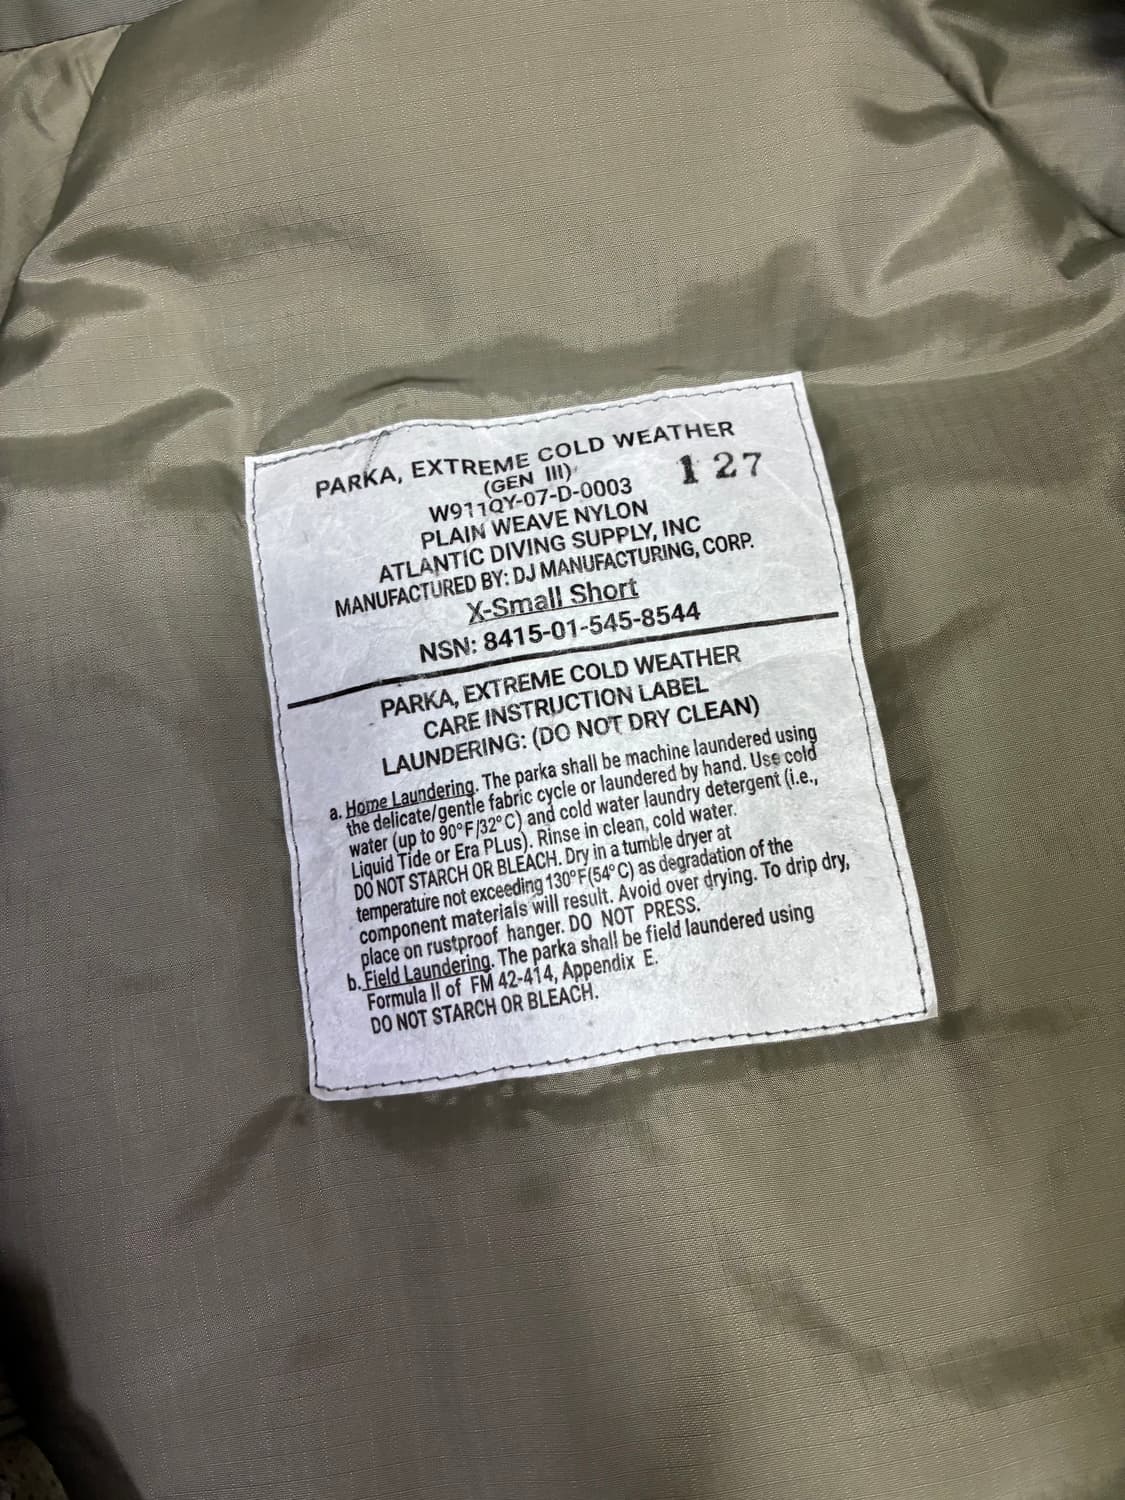 PARKA, EXTREME COLD WEATHER
(GEN III)
127
W911QY-07-D-0003
PLAIN WEAVE NYLON
ATLANTIC DIVING SUPPLY, INC
MANUFACTURED BY: DJ MANUFACTURING, CORP.
X-Small Short
NSN: 8415-01-545-8544
PARKA, EXTREME COLD WEATHER
CARE INSTRUCTION LABEL
LAUNDERING: (DO NOT DRY CLEAN)
a. Home Laundering. The parka shall be machine laundered using
the delicate/gentle fabric cycle or laundered by hand. Use cold
water (up to 90°F/32°C) and cold water laundry detergent (i.e.,
Liquid Tide or Era PLus). Rinse in clean, cold water.
DO NOT STARCH OR BLEACH. Dry in a tumble dryer at
temperature not exceeding 130°F(54°C) as degradation of the
component materials will result. Avoid over drying. To drip dry,
place on rustproof hanger. DO NOT PRESS.
b. Field Laundering. The parka shall be field laundered using
Formula II of FM 42-414, Appendix E.
DO NOT STARCH OR BLEACH.